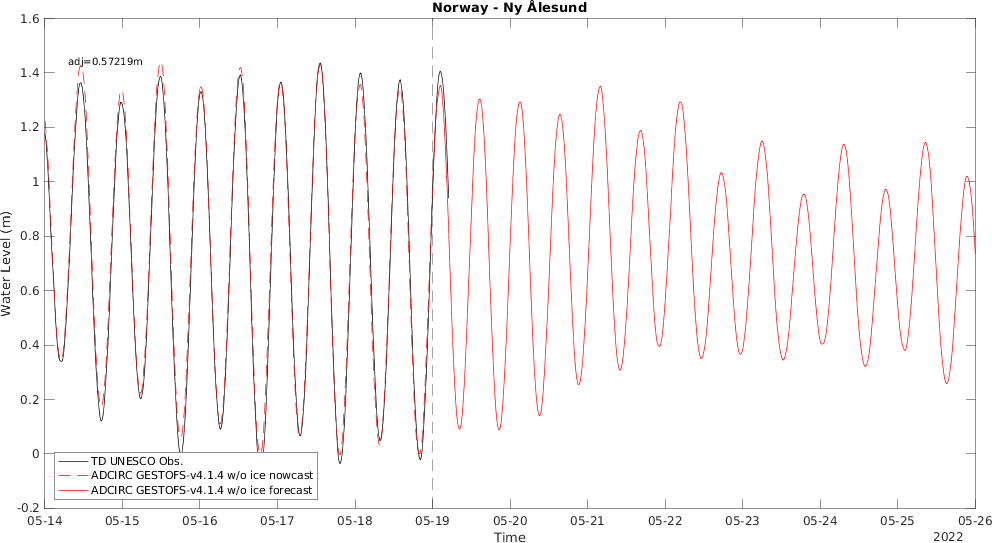 Norway - Ny Ålesund
1.6
1.4
1.2
1
0.8
0.6
0.4
0.2
0
-0.2
Water Level (m)
adj=0.57219m
TD UNESCO Obs.
ADCIRC GESTOFS-v4.1.4 w/o ice nowcast
ADCIRC GESTOFS-v4.1.4 w/o ice forecast
05-14 05-15 05-16 05-17 05-18 05-19 05-20 05-21 05-22 05-23 05-24 05-25 05-26
Time
2022